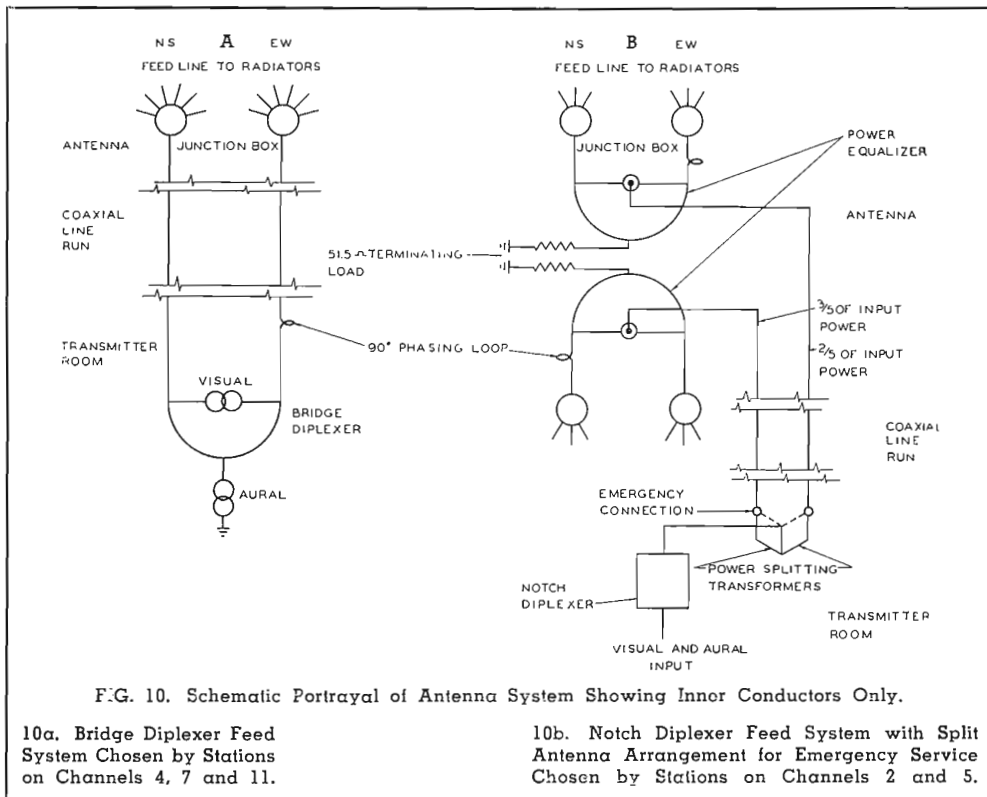 NS A EW
FEED LINE TO RADIATORS
ANTENNA
JUNCTION BOX
COAXIAL
LINE
RUN
TRANSMITTER
ROOM
VISUAL
BRIDGE
DIPLEXER
AURAL
NS B EW
FEED LINE TO RADIATORS
JUNCTION BOX
POWER
EQUALIZER
ANTENNA
51.5 Ω TERMINATING
LOAD
90° PHASING LOOP
3/5 OF INPUT
POWER
2/5 OF INPUT
POWER
COAXIAL
LINE
RUN
EMERGENCY
CONNECTION
POWER SPLITTING
TRANSFORMERS
NOTCH
DIPLEXER
TRANSMITTER
ROOM
VISUAL AND AURAL
INPUT
FIG. 10. Schematic Portrayal of Antenna System Showing Inner Conductors Only.
10a. Bridge Diplexer Feed
System Chosen by Stations
on Channels 4, 7 and 11.
10b. Notch Diplexer Feed System with Split
Antenna Arrangement for Emergency Service
Chosen by Stations on Channels 2 and 5.